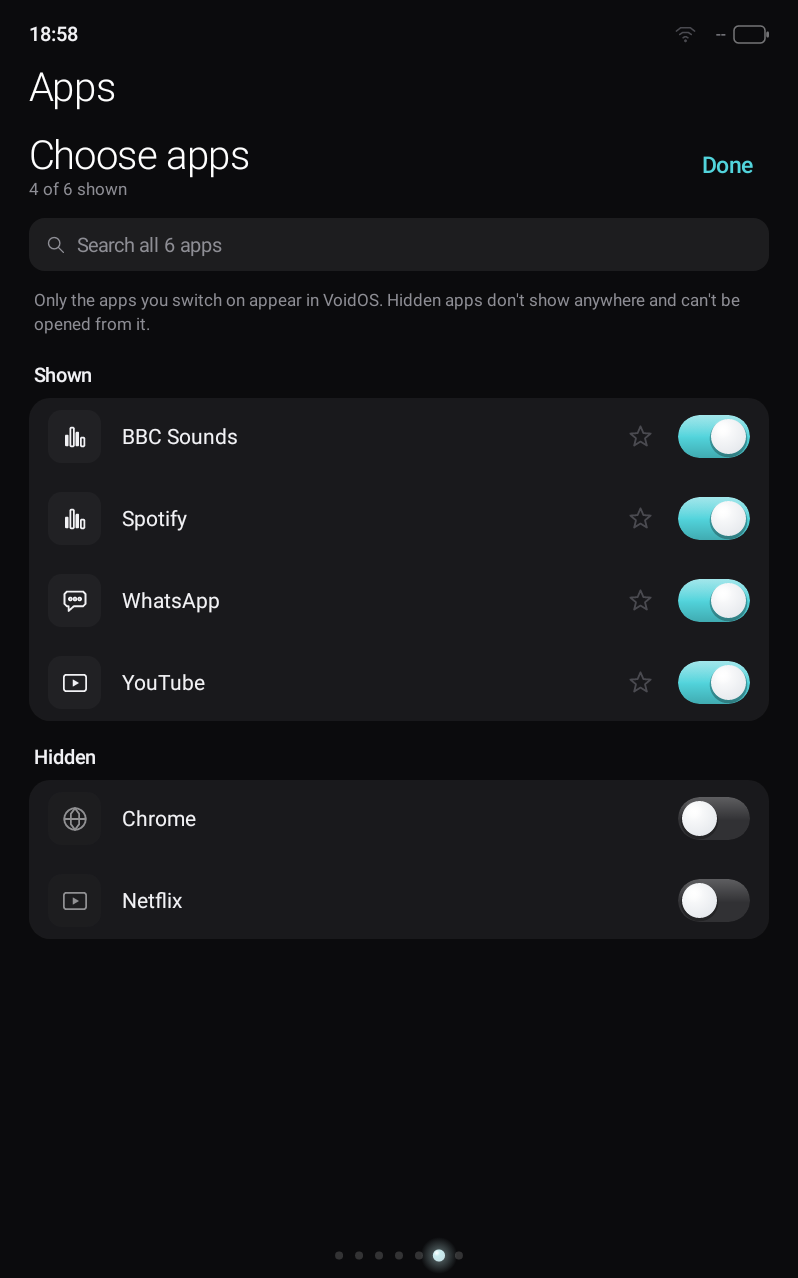 18:58
--
Apps
Choose apps
Done
4 of 6 shown
Search all 6 apps
Only the apps you switch on appear in VoidOS. Hidden apps don't show anywhere and can't be
opened from it.
Shown
BBC Sounds
Spotify
WhatsApp
YouTube
Hidden
Chrome
Netflix